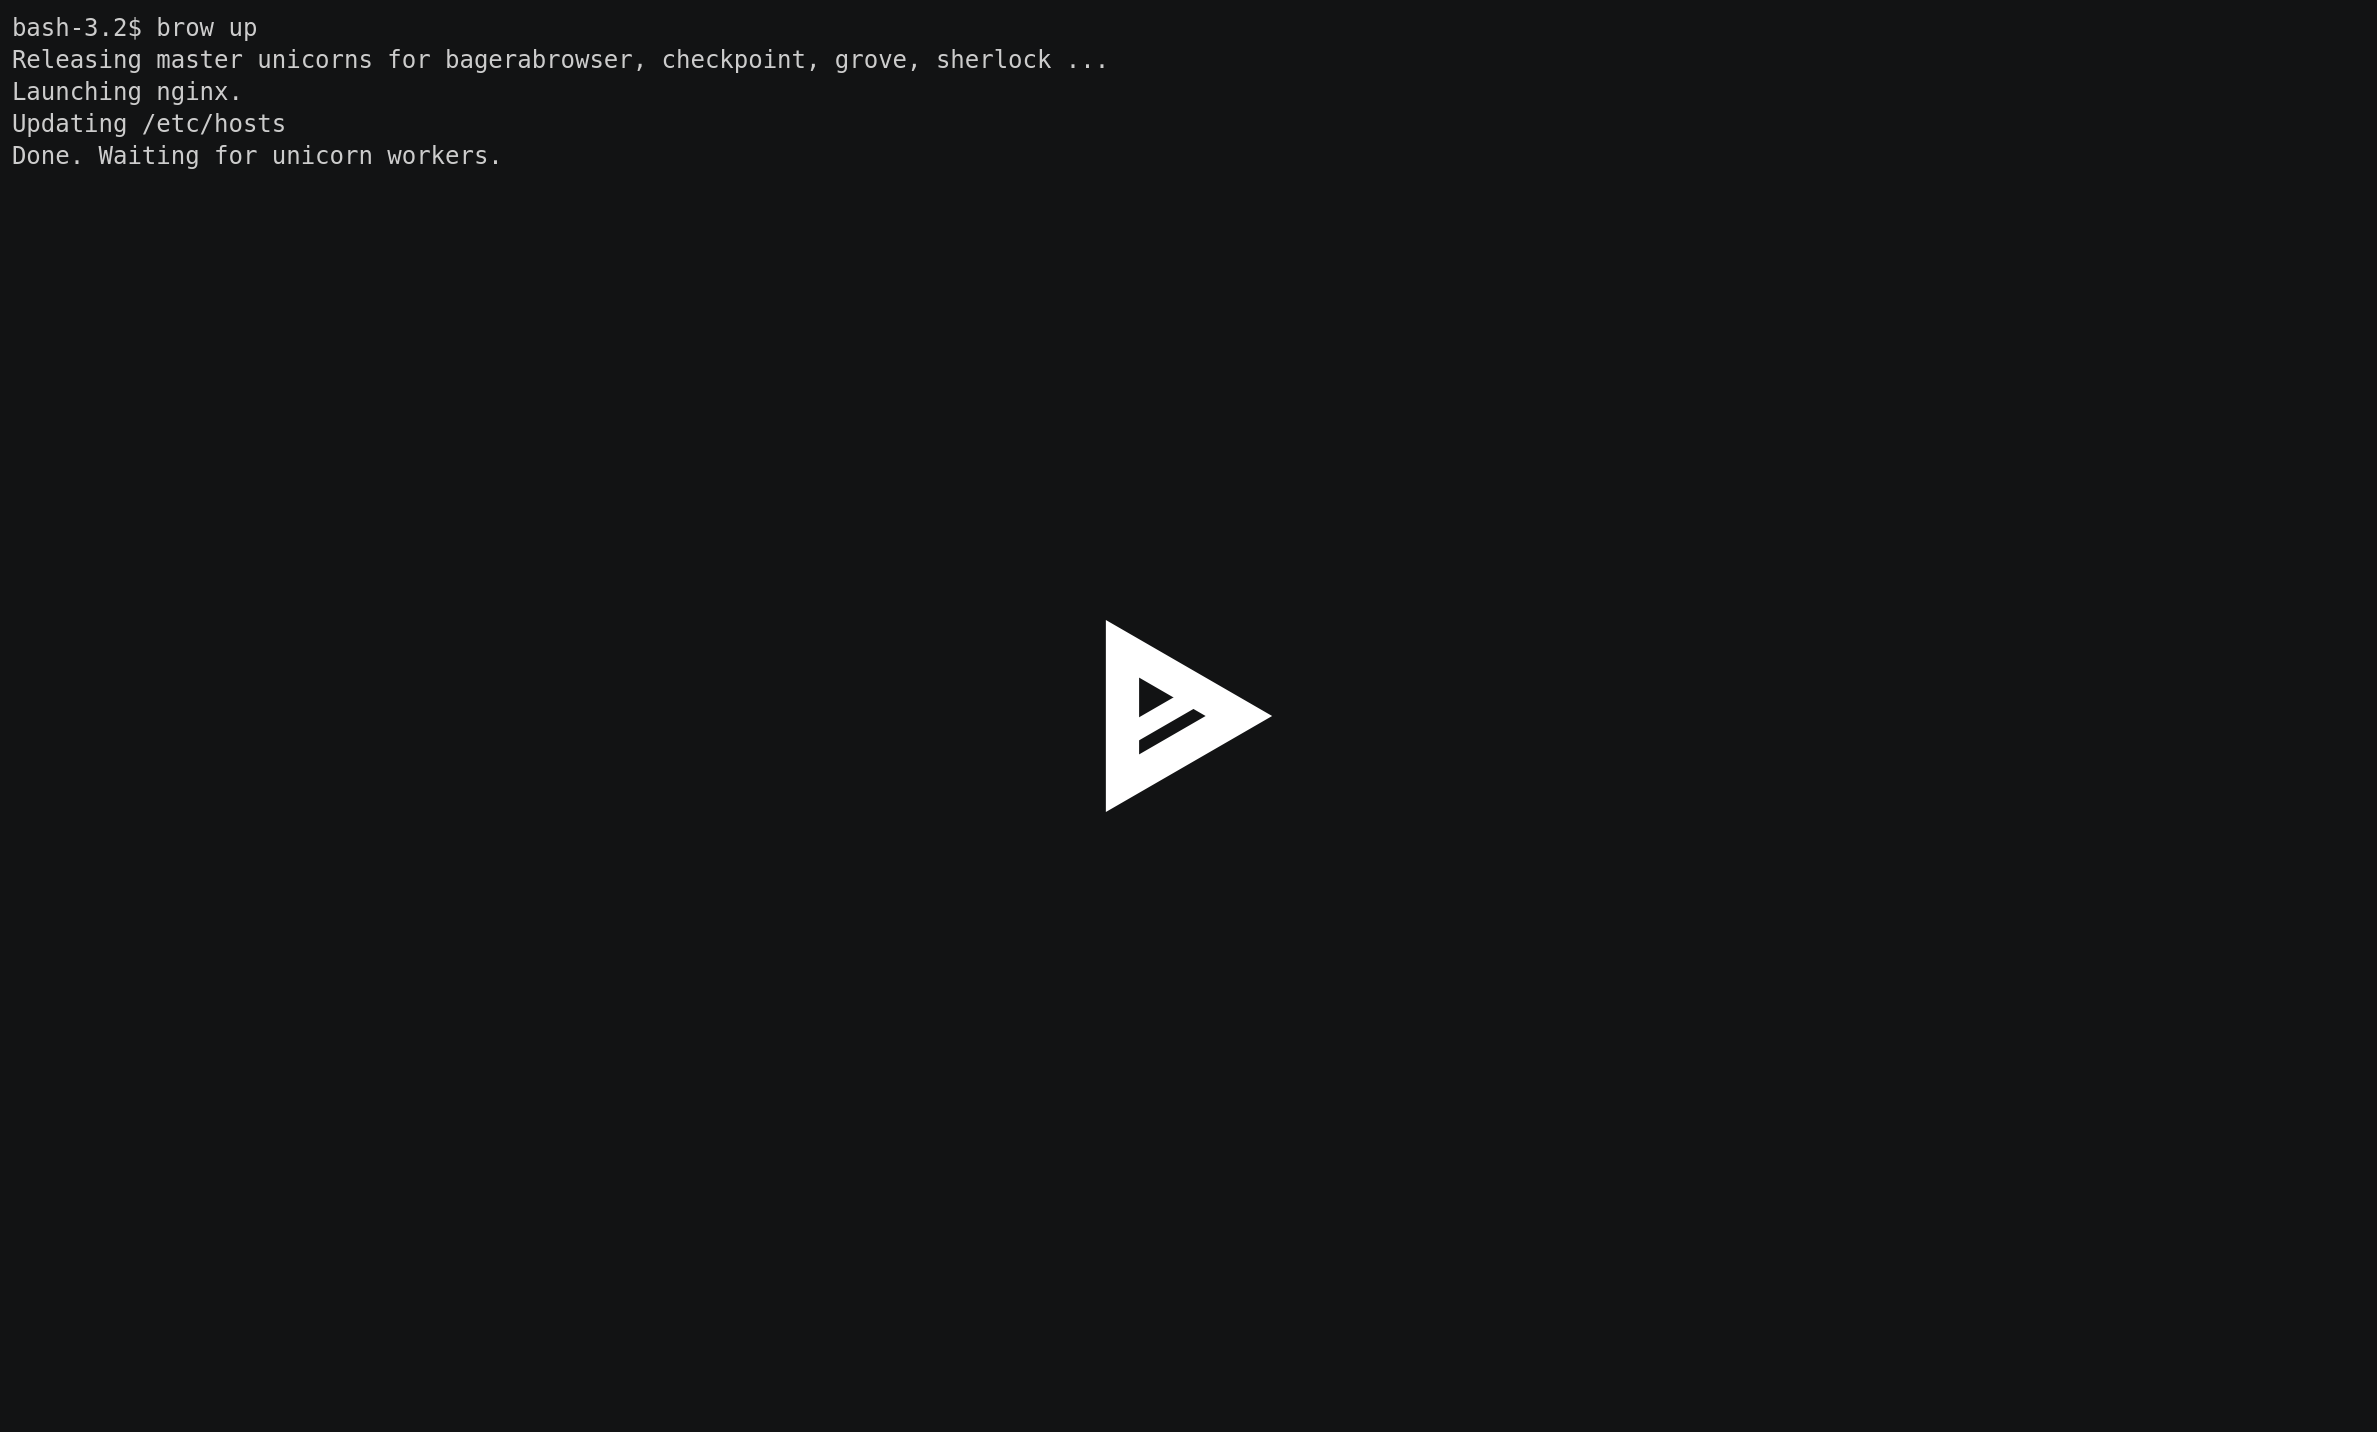 bash-3.2$ brow up
Releasing master unicorns for bagerabrowser, checkpoint, grove, sherlock ...
Launching nginx.
Updating /etc/hosts
Done. Waiting for unicorn workers.